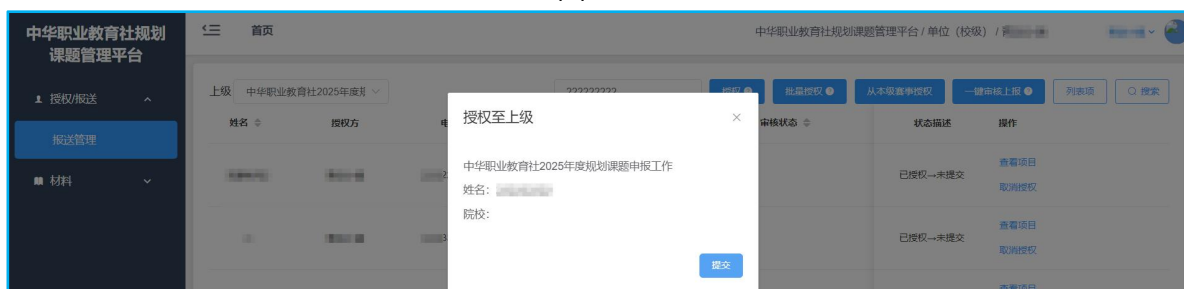 中华职业教育社规划
课题管理平台
首页
中华职业教育社规划课题管理平台 / 单位（校级） /
授权/报送
报送管理
材料
上级 中华职业教育社2025年度规
??????????
授权 批量授权 从本级赛事授权 一键审核上报 列表项 搜索
姓名 授权方 审核状态 状态描述 操作
授权至上级
中华职业教育社2025年度规划课题申报工作
姓名：
院校：
提交
已授权→未提交
查看项目
取消授权
已授权→未提交
查看项目
取消授权
查看项目